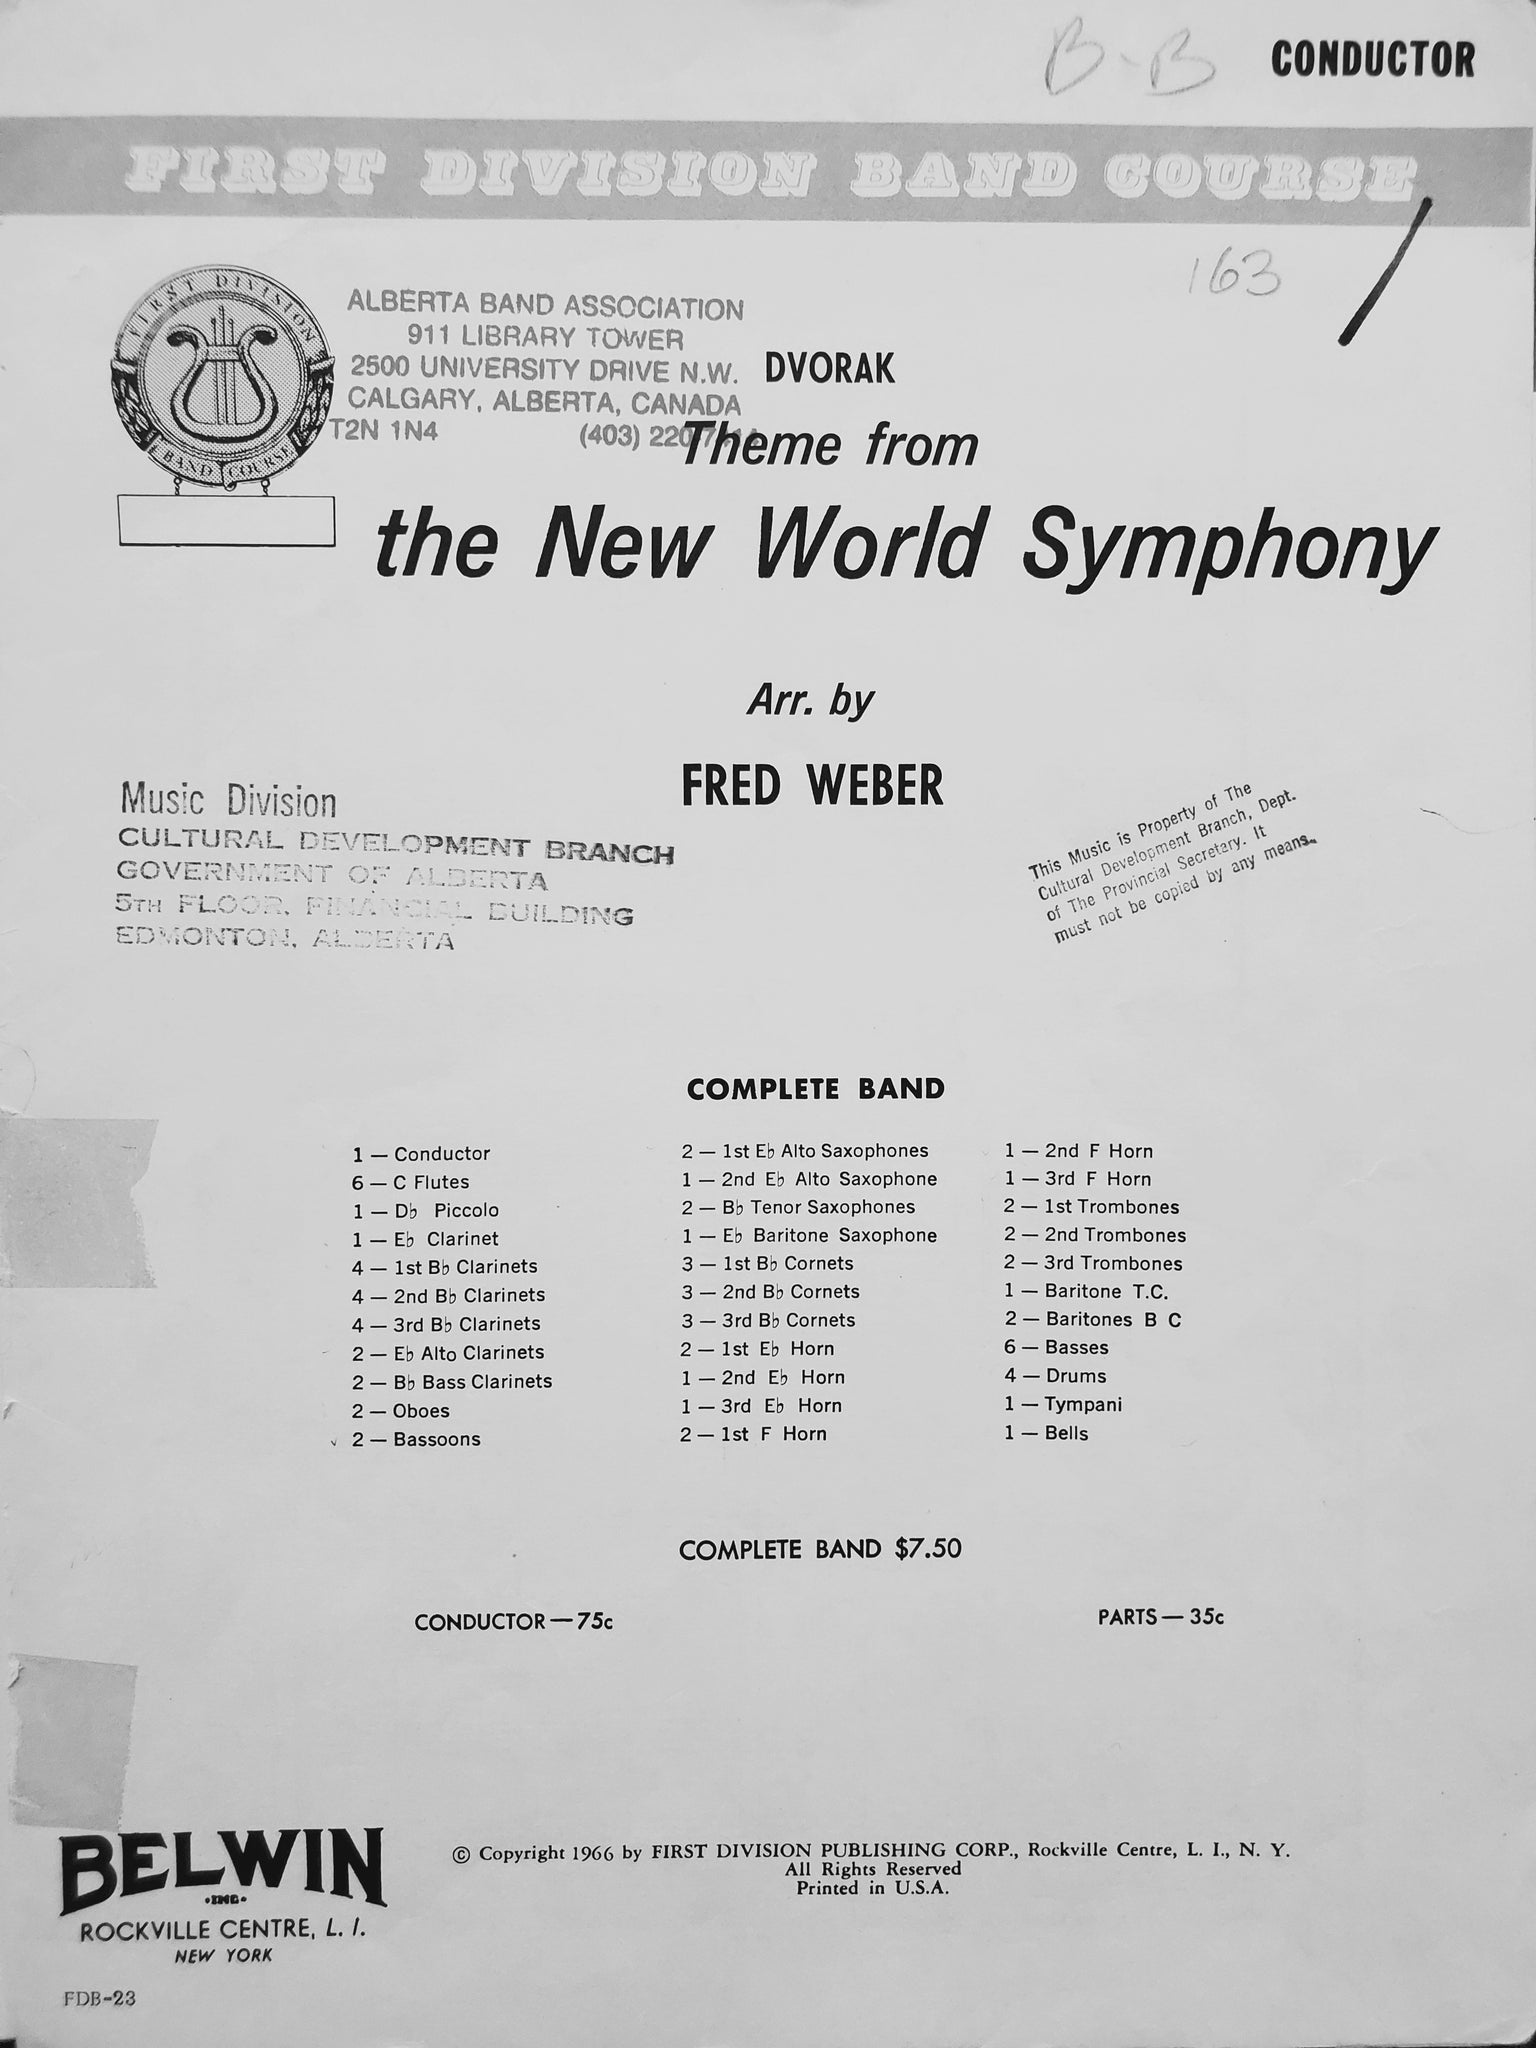 B-B CONDUCTOR
FIRST DIVISION BAND COURSE
163
FIRST DIVISION
BAND COURSE
ALBERTA BAND ASSOCIATION
911 LIBRARY TOWER
2500 UNIVERSITY DRIVE N.W.
CALGARY, ALBERTA, CANADA
T2N 1N4 (403)
DVORAK
Theme from
the New World Symphony
Arr. by
FRED WEBER
Music Division
CULTURAL DEVELOPMENT BRANCH
GOVERNMENT OF ALBERTA
5TH FLOOR, FINANCIAL BUILDING
EDMONTON, ALBERTA
This Music is Property of The
Cultural Development Branch, Dept.
of The Provincial Secretary. It
must not be copied by any means.
COMPLETE BAND
1 — Conductor
6 — C Flutes
1 — D♭ Piccolo
1 — E♭ Clarinet
4 — 1st B♭ Clarinets
4 — 2nd B♭ Clarinets
4 — 3rd B♭ Clarinets
2 — E♭ Alto Clarinets
2 — B♭ Bass Clarinets
2 — Oboes
2 — Bassoons
2 — 1st E♭ Alto Saxophones
1 — 2nd E♭ Alto Saxophone
2 — B♭ Tenor Saxophones
1 — E♭ Baritone Saxophone
3 — 1st B♭ Cornets
3 — 2nd B♭ Cornets
3 — 3rd B♭ Cornets
2 — 1st E♭ Horn
1 — 2nd E♭ Horn
1 — 3rd E♭ Horn
2 — 1st F Horn
1 — 2nd F Horn
1 — 3rd F Horn
2 — 1st Trombones
2 — 2nd Trombones
2 — 3rd Trombones
1 — Baritone T.C.
2 — Baritones B C
6 — Basses
4 — Drums
1 — Tympani
1 — Bells
COMPLETE BAND $7.50
CONDUCTOR — 75c PARTS — 35c
BELWIN
INC.
ROCKVILLE CENTRE, L. I.
NEW YORK
© Copyright 1966 by FIRST DIVISION PUBLISHING CORP., Rockville Centre, L. I., N. Y.
All Rights Reserved
Printed in U.S.A.
FDB-23